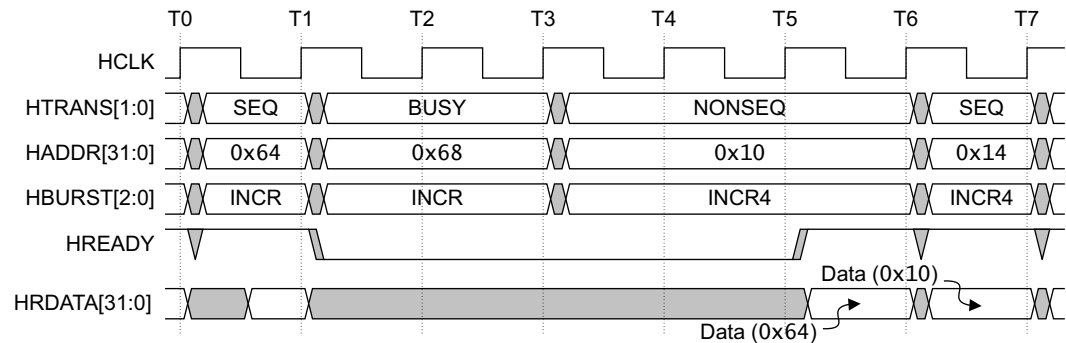 T0 T1 T2 T3 T4 T5 T6 T7
HCLK
HTRANS[1:0] SEQ BUSY NONSEQ SEQ
HADDR[31:0] 0x64 0x68 0x10 0x14
HBURST[2:0] INCR INCR INCR4 INCR4
HREADY
Data (0x10)
HRDATA[31:0]
Data (0x64)